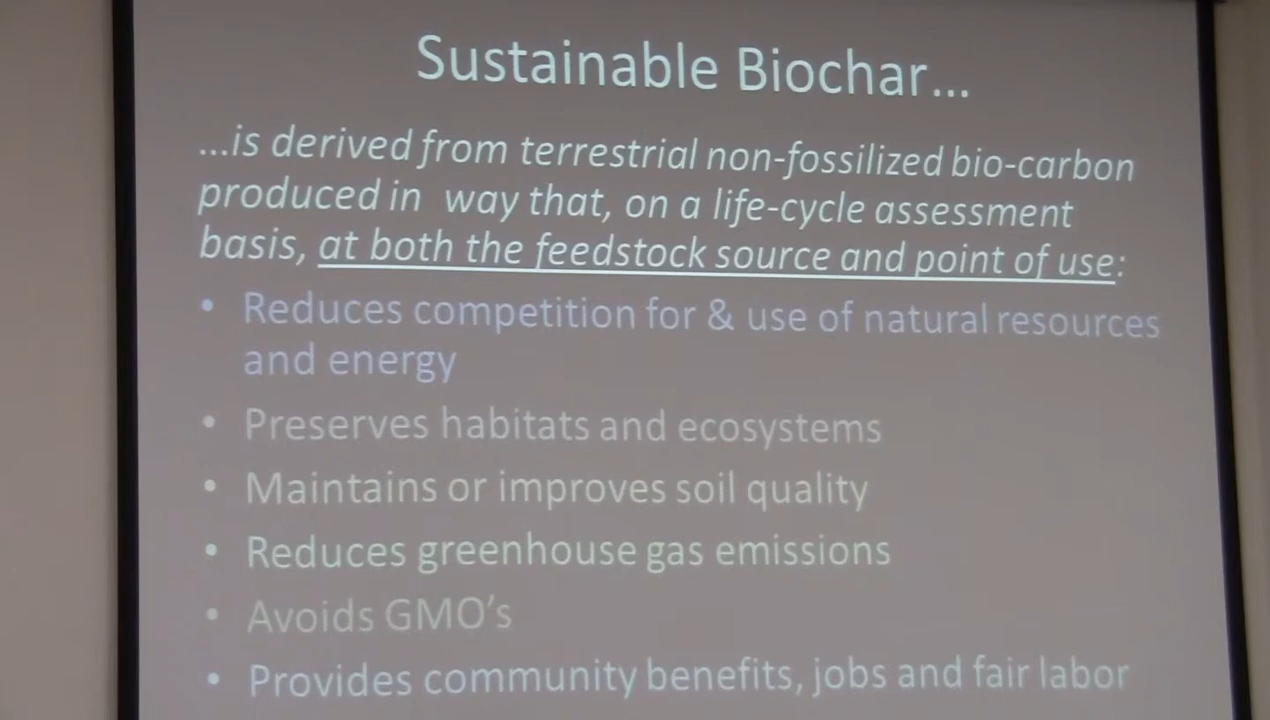 Sustainable Biochar...
...is derived from terrestrial non-fossilized bio-carbon
produced in way that, on a life-cycle assessment
basis, at both the feedstock source and point of use:
• Reduces competition for & use of natural resources
and energy
• Preserves habitats and ecosystems
• Maintains or improves soil quality
• Reduces greenhouse gas emissions
• Avoids GMO's
• Provides community benefits, jobs and fair labor